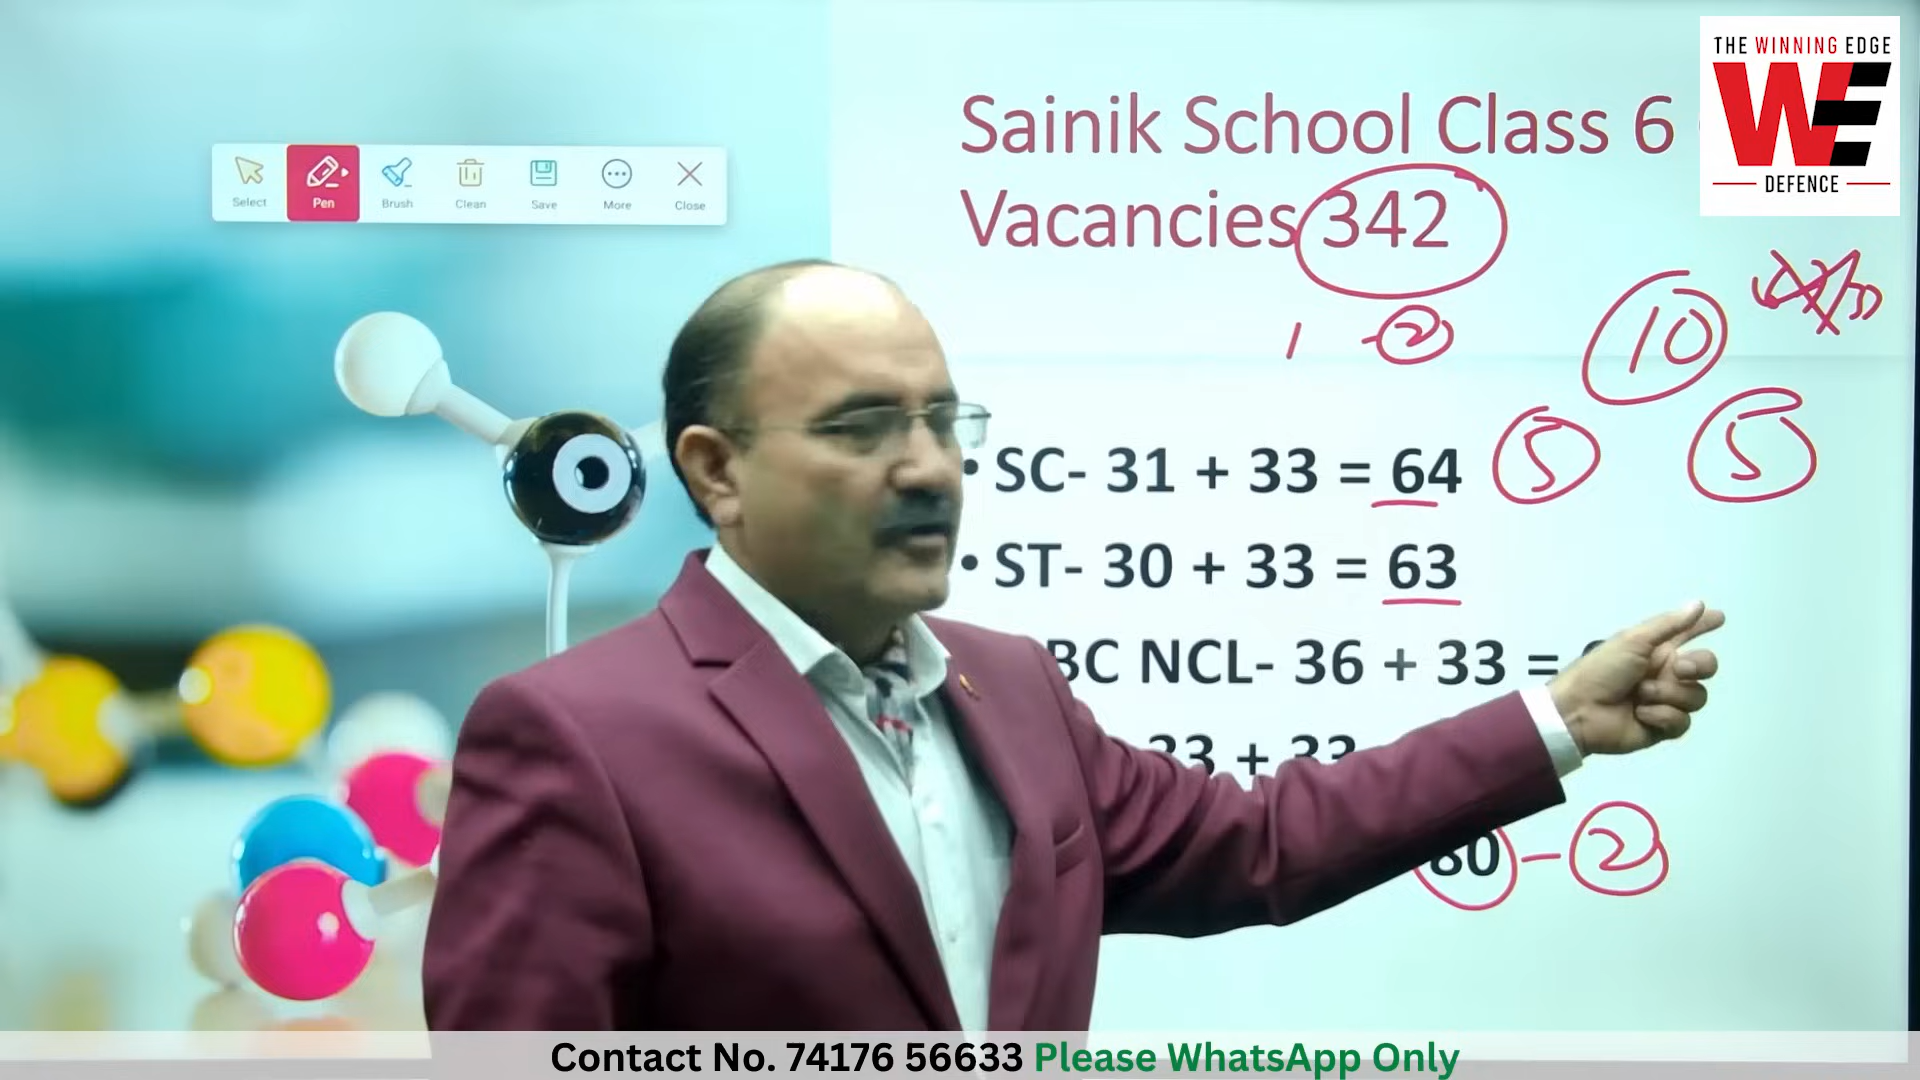 THE WINNING EDGE
WE
DEFENCE
Sainik School Class 6
Vacancies 342
Select
Pen
Brush
Clean
Save
More
Close
1 - 2
10
SC- 31 + 33 = 64
5
5
ST- 30 + 33 = 63
BC NCL- 36 + 33 =
33 + 33
80 - 2
Contact No. 74176 56633 Please WhatsApp Only